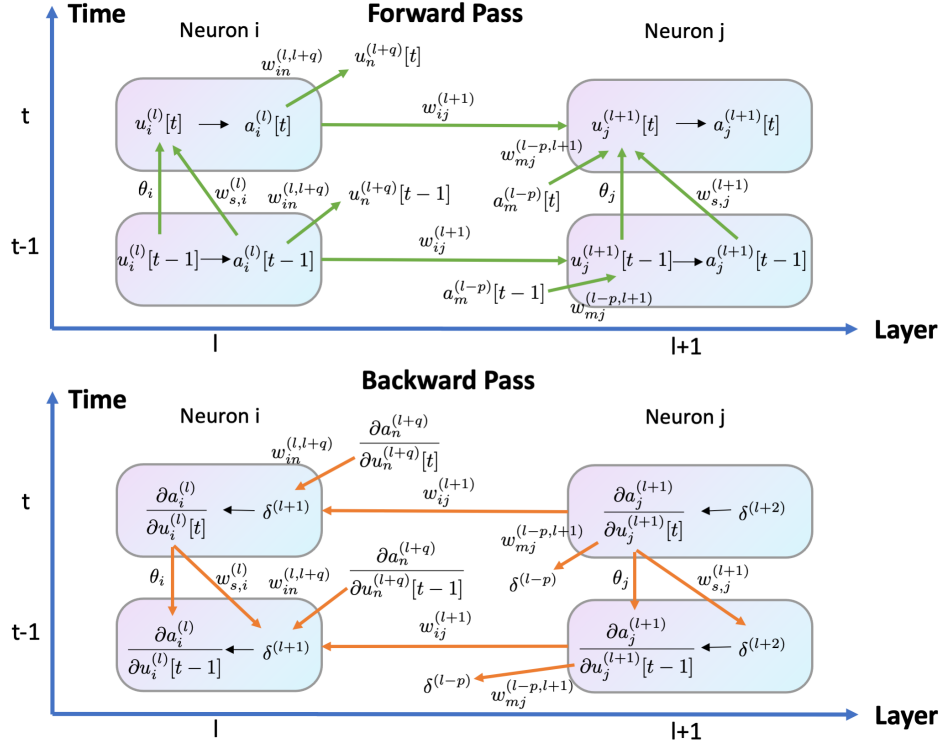 Time
Forward Pass
Neuron i
Neuron j
w_{in}^{(l,l+q)}
u_n^{(l+q)}[t]
t
u_i^{(l)}[t] → a_i^{(l)}[t]
w_{ij}^{(l+1)}
u_j^{(l+1)}[t] → a_j^{(l+1)}[t]
w_{mj}^{(l-p,l+1)}
θ_i
w_{s,i}^{(l)}
w_{in}^{(l,l+q)}
u_n^{(l+q)}[t-1]
a_m^{(l-p)}[t]
θ_j
w_{s,j}^{(l+1)}
t-1
u_i^{(l)}[t-1] → a_i^{(l)}[t-1]
w_{ij}^{(l+1)}
u_j^{(l+1)}[t-1] → a_j^{(l+1)}[t-1]
a_m^{(l-p)}[t-1]
w_{mj}^{(l-p,l+1)}
l
l+1
Layer
Time
Backward Pass
Neuron i
Neuron j
w_{in}^{(l,l+q)}
∂a_n^{(l+q)}
∂u_n^{(l+q)}[t]
t
∂a_i^{(l)}
∂u_i^{(l)}[t]
← δ^{(l+1)}
w_{ij}^{(l+1)}
∂a_j^{(l+1)}
∂u_j^{(l+1)}[t]
← δ^{(l+2)}
w_{mj}^{(l-p,l+1)}
θ_i
w_{s,i}^{(l)}
w_{in}^{(l,l+q)}
∂a_n^{(l+q)}
∂u_n^{(l+q)}[t-1]
δ^{(l-p)}
θ_j
w_{s,j}^{(l+1)}
t-1
∂a_i^{(l)}
∂u_i^{(l)}[t-1]
← δ^{(l+1)}
w_{ij}^{(l+1)}
∂a_j^{(l+1)}
∂u_j^{(l+1)}[t-1]
← δ^{(l+2)}
δ^{(l-p)}
w_{mj}^{(l-p,l+1)}
l
l+1
Layer